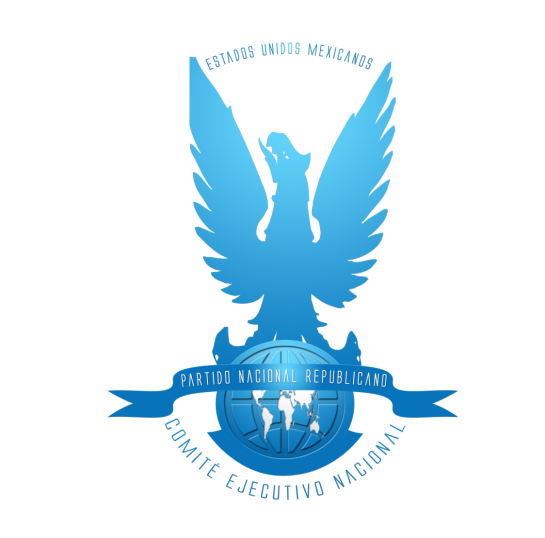 ESTADOS UNIDOS MEXICANOS
PARTIDO NACIONAL REPUBLICANO
COMITÉ EJECUTIVO NACIONAL